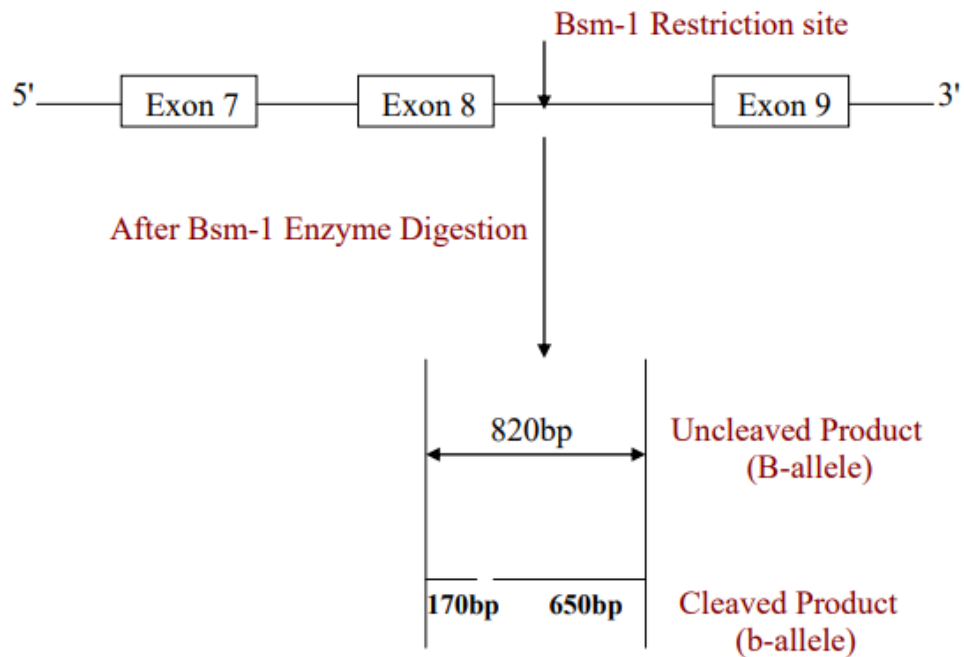 Bsm-1 Restriction site
5' Exon 7 Exon 8 Exon 9 3'
After Bsm-1 Enzyme Digestion
820bp
Uncleaved Product
(B-allele)
170bp 650bp
Cleaved Product
(b-allele)